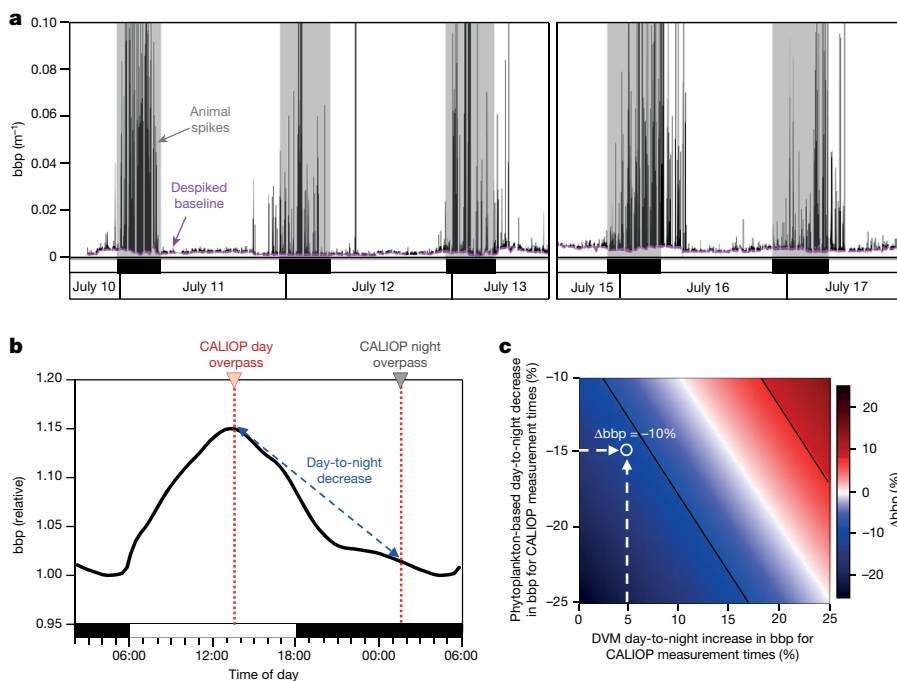 a
0.10
0.08
0.06
0.04
0.02
0
bbp (m⁻¹)
Animal
spikes
Despiked
baseline
July 10
July 11
July 12
July 13
July 15
July 16
July 17
b
CALIOP day
overpass
CALIOP night
overpass
1.20
1.15
1.10
1.05
1.00
0.95
bbp (relative)
Day-to-night
decrease
06:00
12:00
18:00
00:00
06:00
Time of day
c
Phytoplankton-based day-to-night decrease
in bbp for CALIOP measurement times (%)
−10
−15
−20
−25
Δbbp = −10%
0
5
10
15
20
25
DVM day-to-night increase in bbp for
CALIOP measurement times (%)
20
10
0
−10
−20
Δbbp (%)